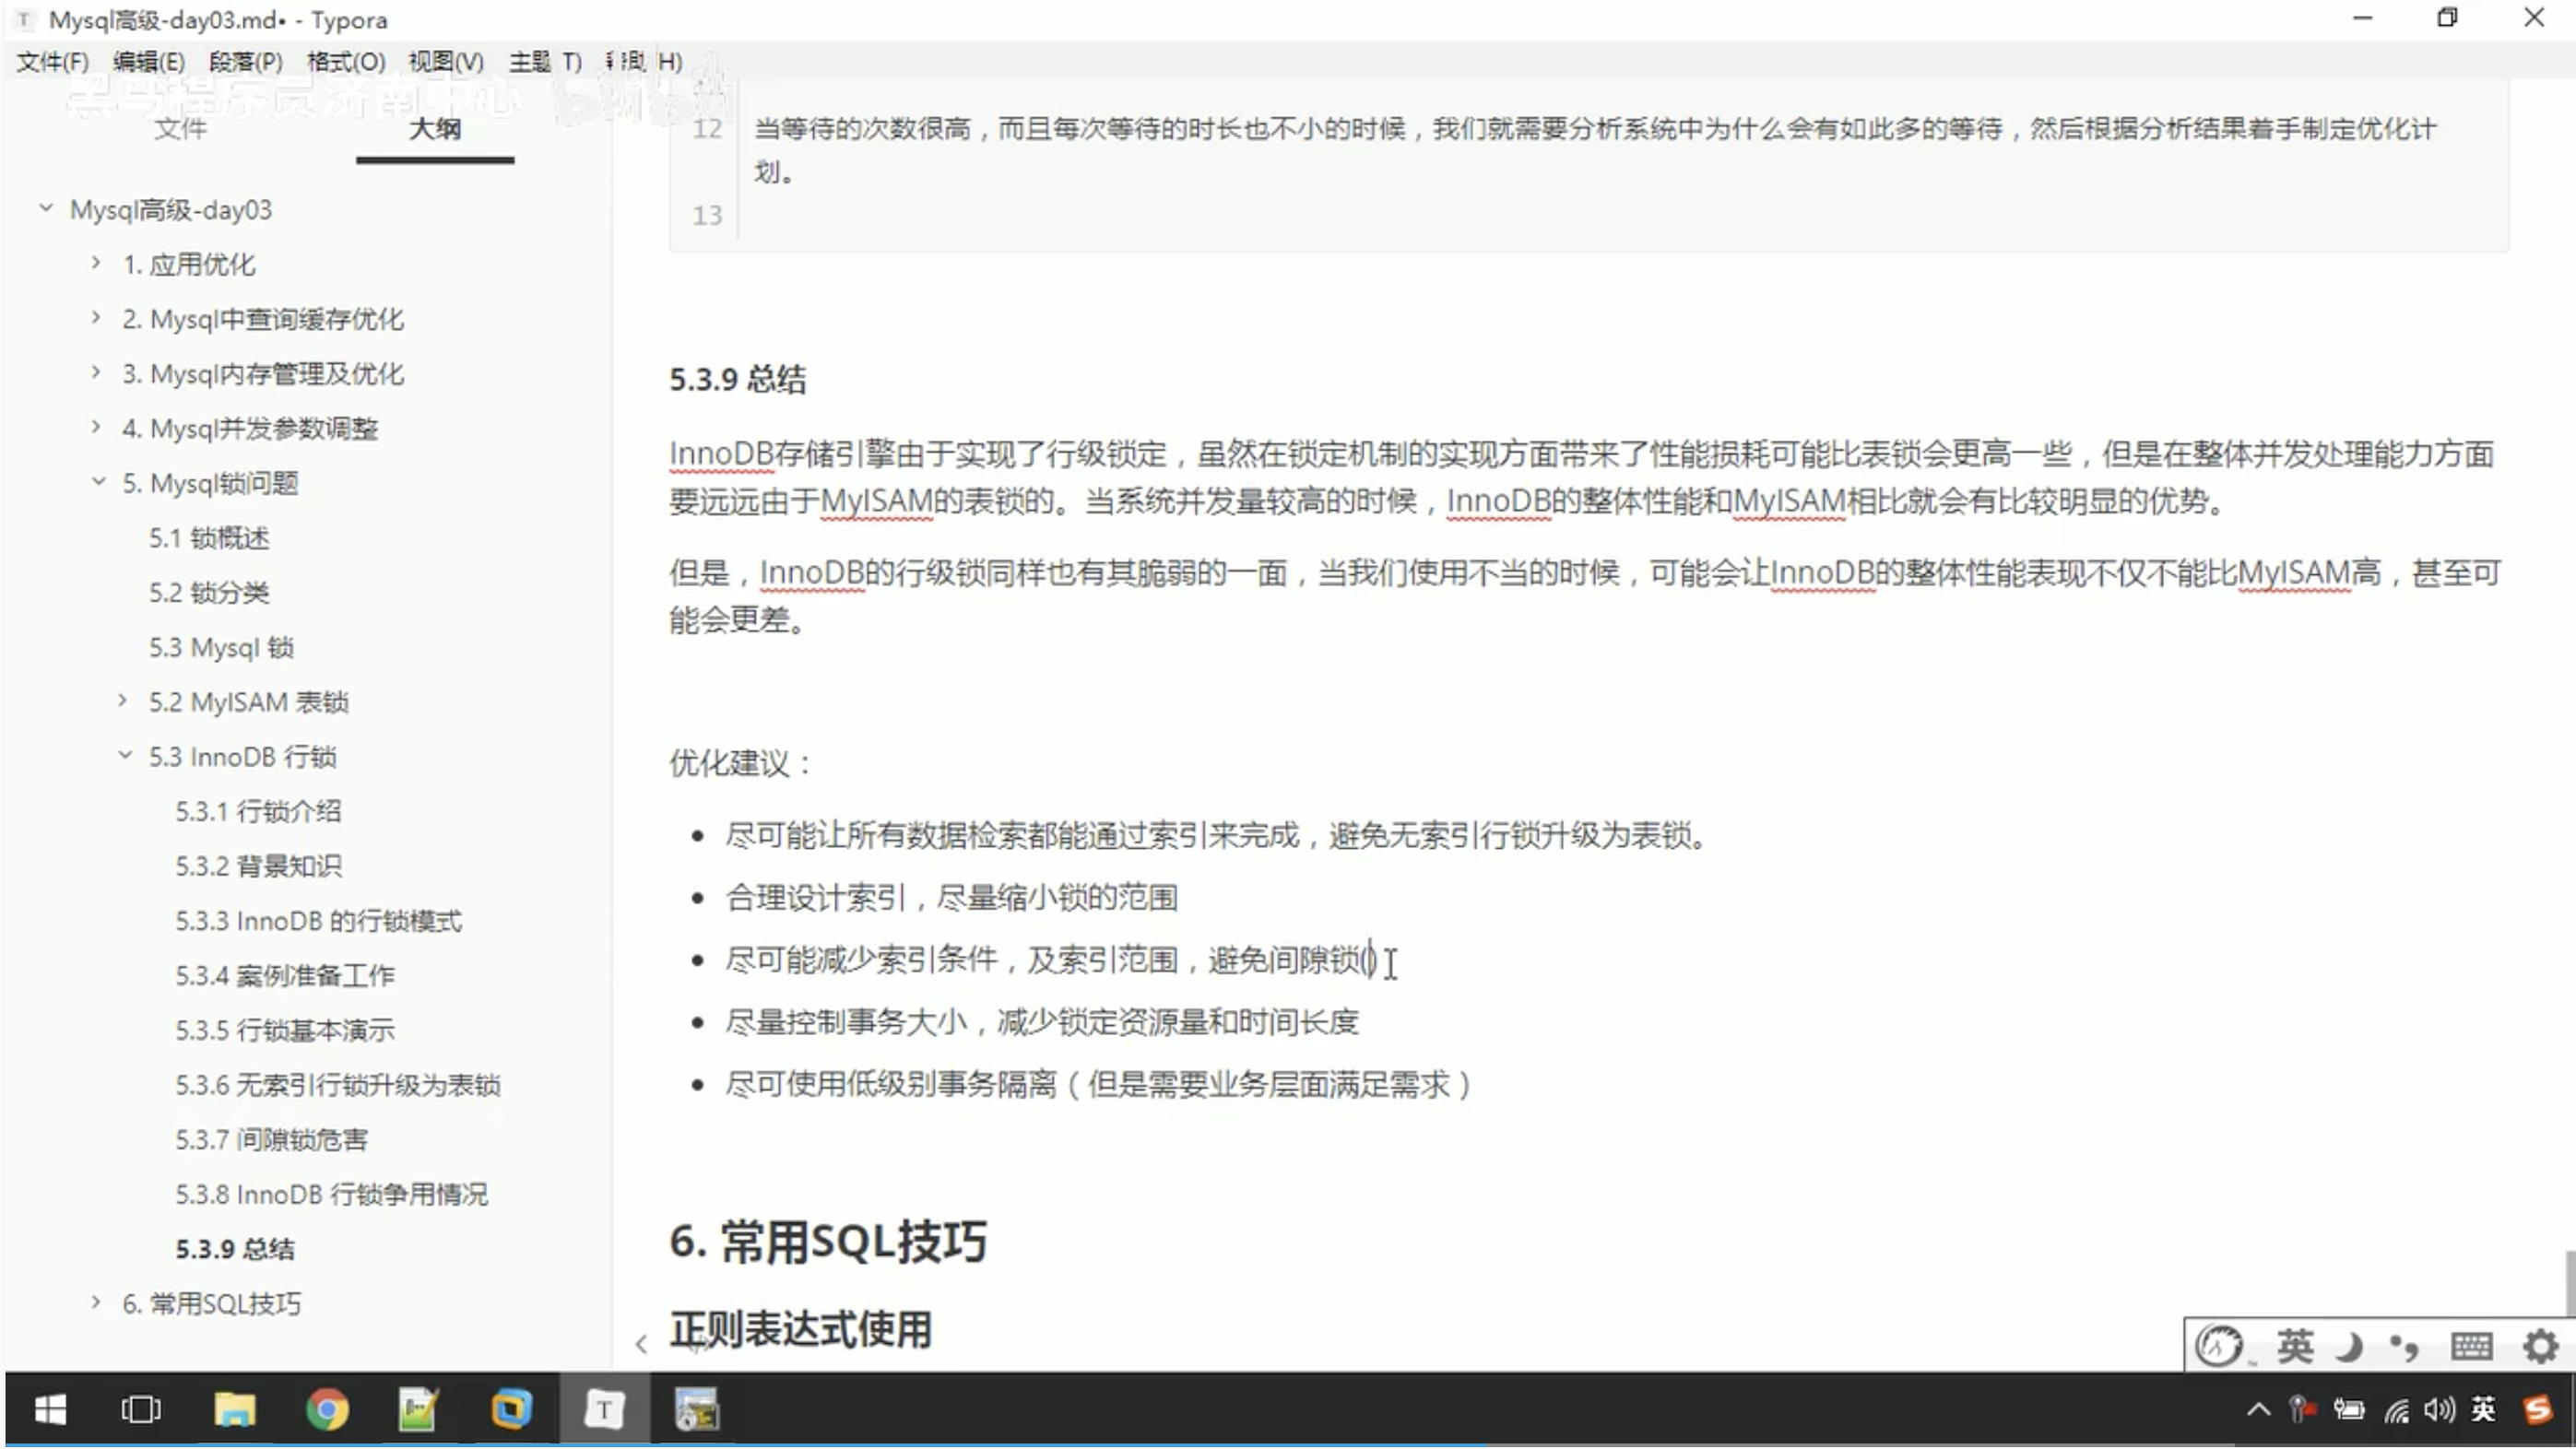 Mysql高级-day03.md• - Typora
文件(F) 编辑(E) 段落(P) 格式(O) 视图(V) 主题 T) 帮助 H)
黑马程序员济南中心
文件 大纲
Mysql高级-day03
1. 应用优化
2. Mysql中查询缓存优化
3. Mysql内存管理及优化
4. Mysql并发参数调整
5. Mysql锁问题
5.1 锁概述
5.2 锁分类
5.3 Mysql 锁
5.2 MyISAM 表锁
5.3 InnoDB 行锁
5.3.1 行锁介绍
5.3.2 背景知识
5.3.3 InnoDB 的行锁模式
5.3.4 案例准备工作
5.3.5 行锁基本演示
5.3.6 无索引行锁升级为表锁
5.3.7 间隙锁危害
5.3.8 InnoDB 行锁争用情况
5.3.9 总结
6. 常用SQL技巧
12 当等待的次数很高，而且每次等待的时长也不小的时候，我们就需要分析系统中为什么会有如此多的等待，然后根据分析结果着手制定优化计
划。
13
5.3.9 总结
InnoDB存储引擎由于实现了行级锁定，虽然在锁定机制的实现方面带来了性能损耗可能比表锁会更高一些，但是在整体并发处理能力方面
要远远由于MyISAM的表锁的。当系统并发量较高的时候，InnoDB的整体性能和MyISAM相比就会有比较明显的优势。
但是，InnoDB的行级锁同样也有其脆弱的一面，当我们使用不当的时候，可能会让InnoDB的整体性能表现不仅不能比MyISAM高，甚至可
能会更差。
优化建议：
• 尽可能让所有数据检索都能通过索引来完成，避免无索引行锁升级为表锁。
• 合理设计索引，尽量缩小锁的范围
• 尽可能减少索引条件，及索引范围，避免间隙锁()
• 尽量控制事务大小，减少锁定资源量和时间长度
• 尽可使用低级别事务隔离（但是需要业务层面满足需求）
6. 常用SQL技巧
正则表达式使用
英
英